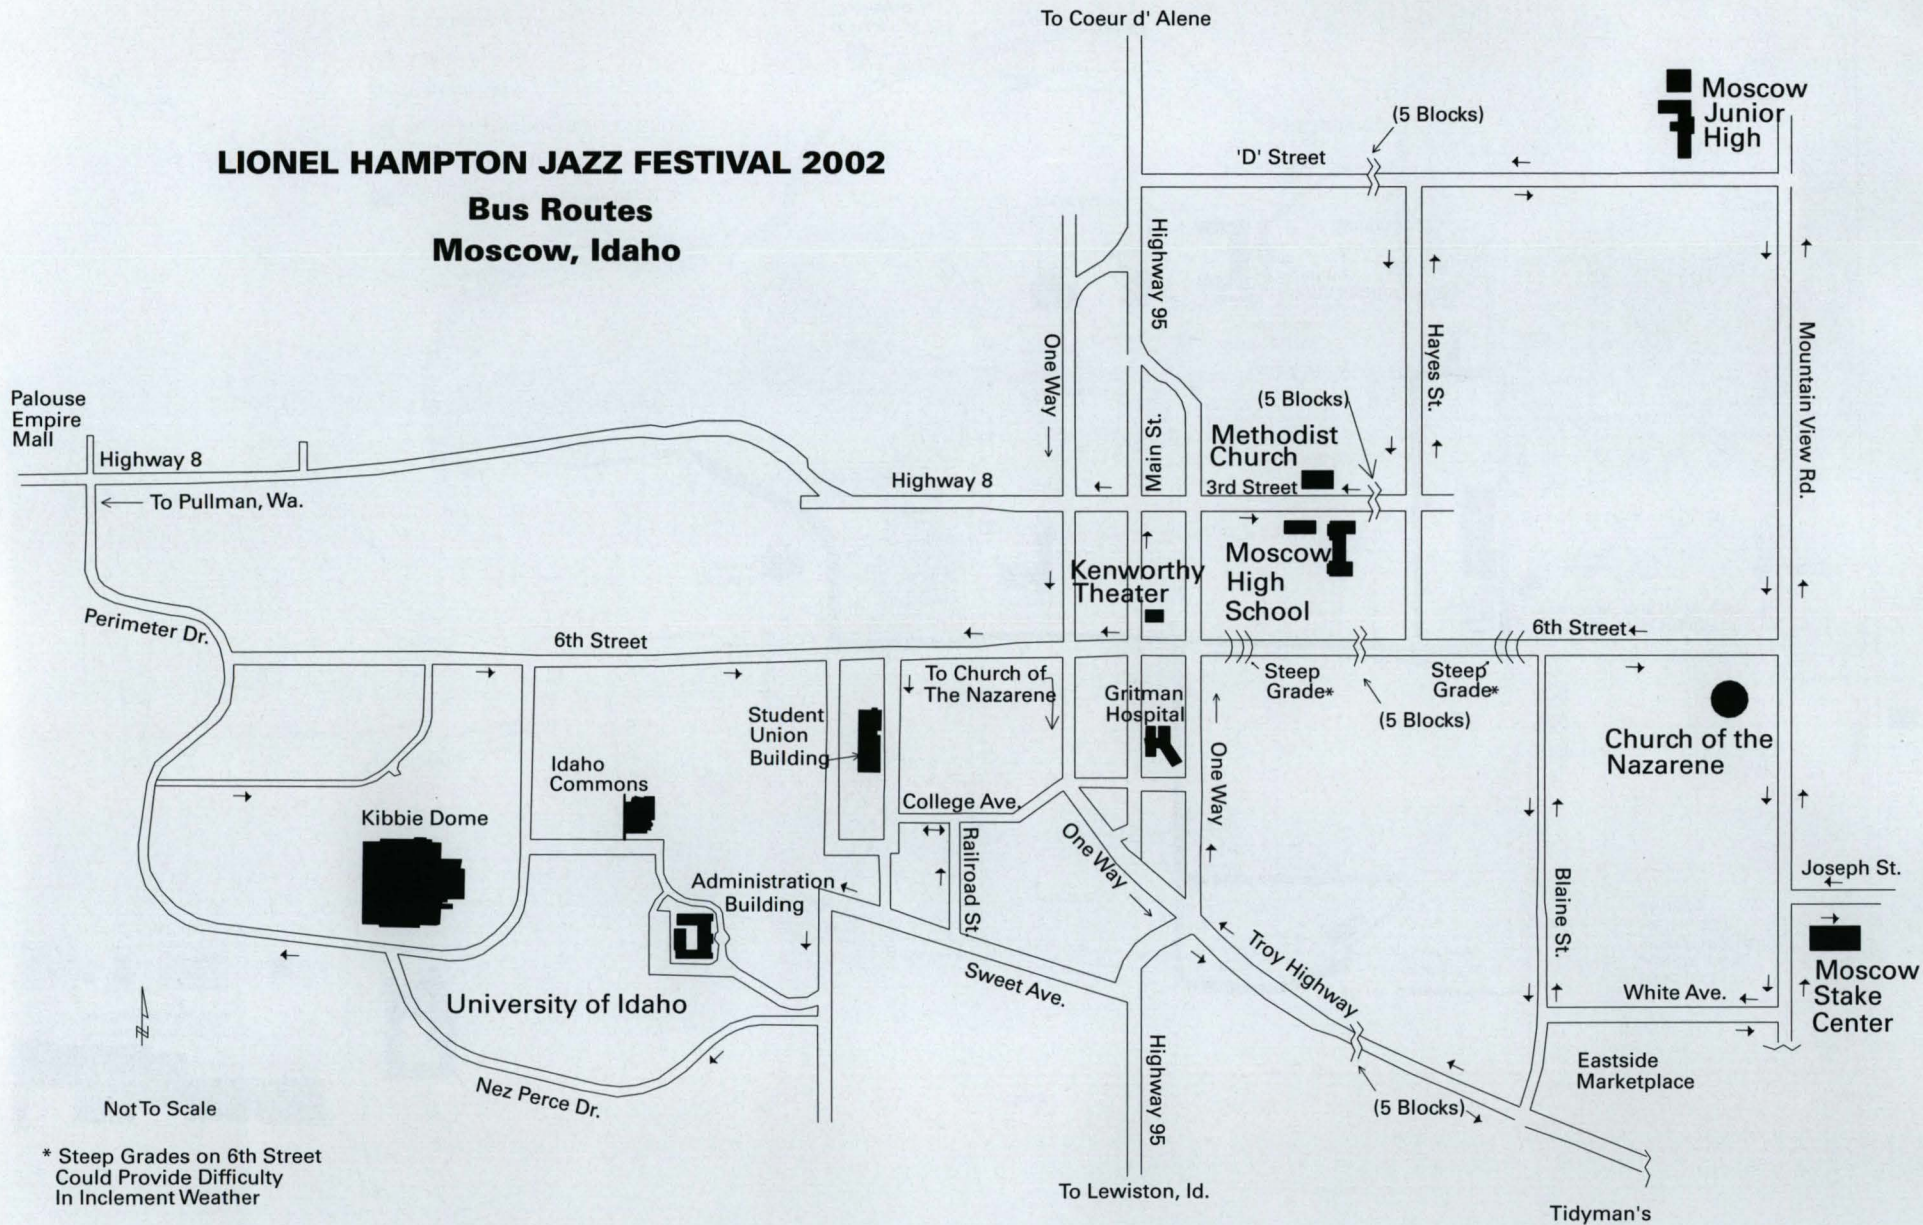 To Coeur d' Alene
LIONEL HAMPTON JAZZ FESTIVAL 2002
Bus Routes
Moscow, Idaho
(5 Blocks)
'D' Street
Moscow
Junior
High
Highway 95
One Way
Main St.
Hayes St.
Mountain View Rd.
Palouse
Empire
Mall
Highway 8
To Pullman, Wa.
Highway 8
(5 Blocks)
Methodist
Church
3rd Street
Moscow
High
School
Kenworthy
Theater
Perimeter Dr.
6th Street
6th Street
To Church of
The Nazarene
Gritman
Hospital
Steep
Grade*
Steep
Grade*
(5 Blocks)
Student
Union
Building
Idaho
Commons
Church of the
Nazarene
One Way
College Ave.
Kibbie Dome
Railroad St.
One Way
Administration
Building
Joseph St.
Blaine St.
Troy Highway
Sweet Ave.
Moscow
Stake
Center
White Ave.
University of Idaho
N
Nez Perce Dr.
Highway 95
Eastside
Marketplace
(5 Blocks)
Not To Scale
* Steep Grades on 6th Street
Could Provide Difficulty
In Inclement Weather
To Lewiston, Id.
Tidyman's